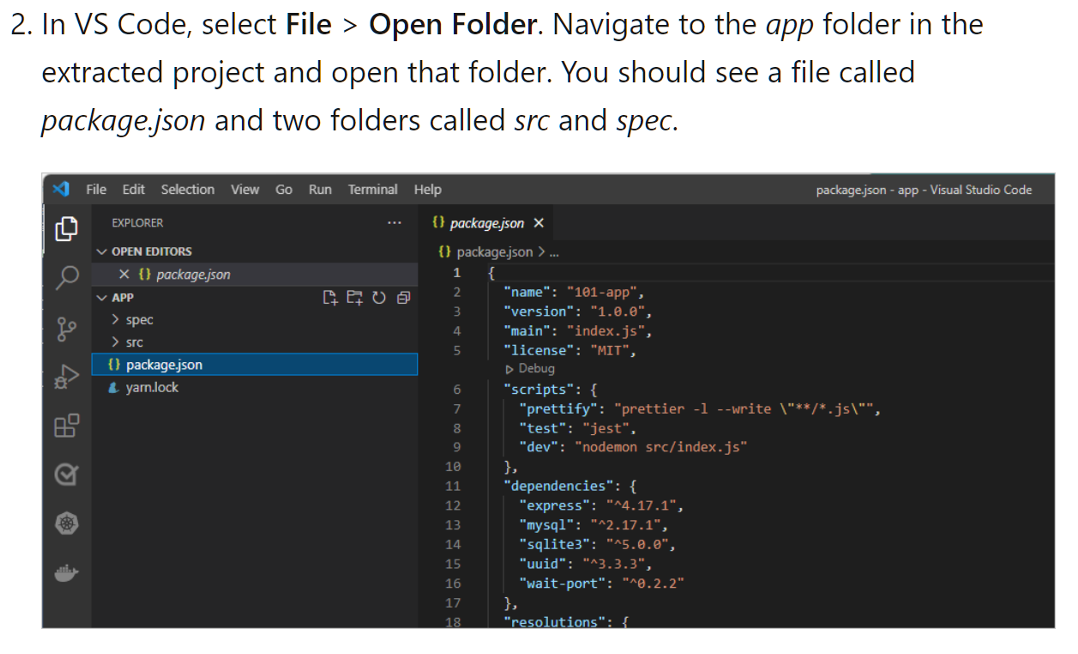 2. In VS Code, select File > Open Folder. Navigate to the app folder in the
extracted project and open that folder. You should see a file called
package.json and two folders called src and spec.
File Edit Selection View Go Run Terminal Help
package.json - app - Visual Studio Code
EXPLORER ...
OPEN EDITORS
{} package.json
APP
> spec
> src
{} package.json
yarn.lock
{} package.json
{} package.json > ...
1 {
2 "name": "101-app",
3 "version": "1.0.0",
4 "main": "index.js",
5 "license": "MIT",
Debug
6 "scripts": {
7 "prettify": "prettier -l --write \"**/*.js\"",
8 "test": "jest",
9 "dev": "nodemon src/index.js"
10 },
11 "dependencies": {
12 "express": "^4.17.1",
13 "mysql": "^2.17.1",
14 "sqlite3": "^5.0.0",
15 "uuid": "^3.3.3",
16 "wait-port": "^0.2.2"
17 },
18 "resolutions": {